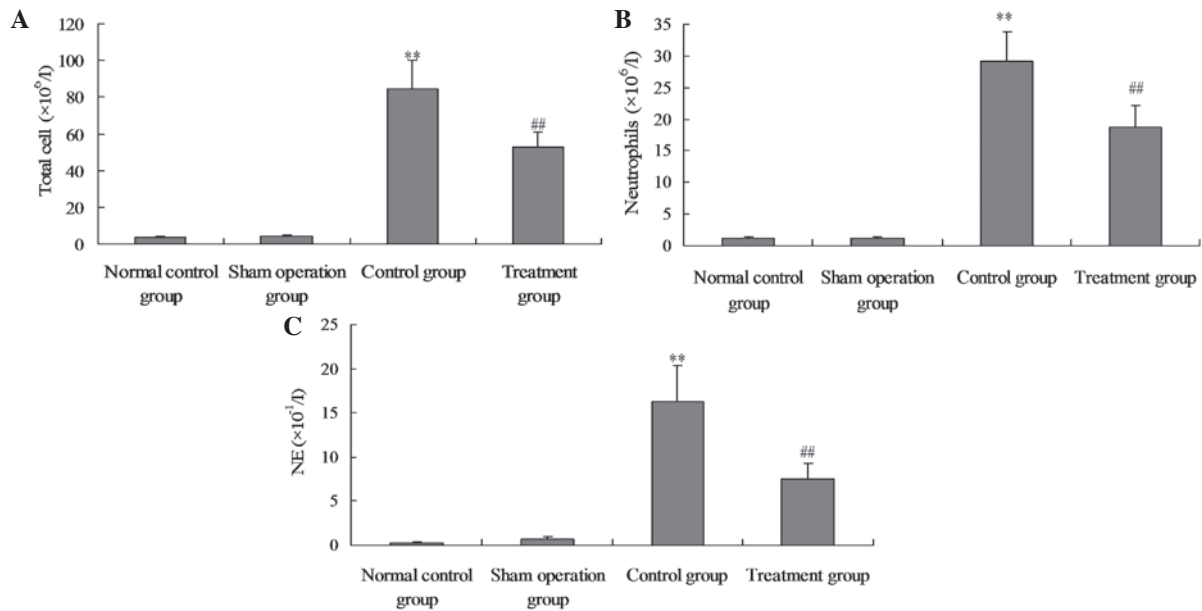 A
Total cell (×10⁶/l)
120
100
80
60
40
20
0
**
##
Normal control
group
Sham operation
group
Control group
Treatment
group
B
Neutrophils (×10⁶/l)
35
30
25
20
15
10
5
0
**
##
Normal control
group
Sham operation
group
Control group
Treatment group
C
NE (×10⁻¹/l)
25
20
15
10
5
0
**
##
Normal control
group
Sham operation
group
Control group
Treatment group